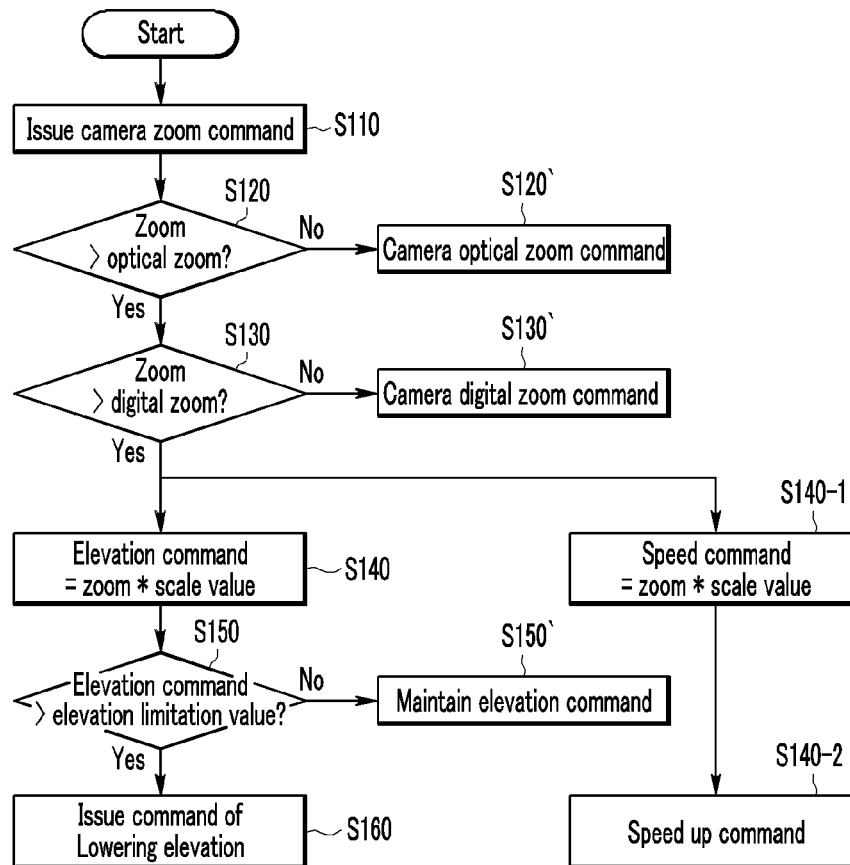 Start
Issue camera zoom command
S110
S120
Zoom
> optical zoom?
No
S120`
Camera optical zoom command
Yes
S130
Zoom
> digital zoom?
No
S130`
Camera digital zoom command
Yes
S140-1
Elevation command
= zoom * scale value
S140
Speed command
= zoom * scale value
S150
Elevation command
> elevation limitation value?
No
S150`
Maintain elevation command
Yes
S140-2
Issue command of
Lowering elevation
S160
Speed up command